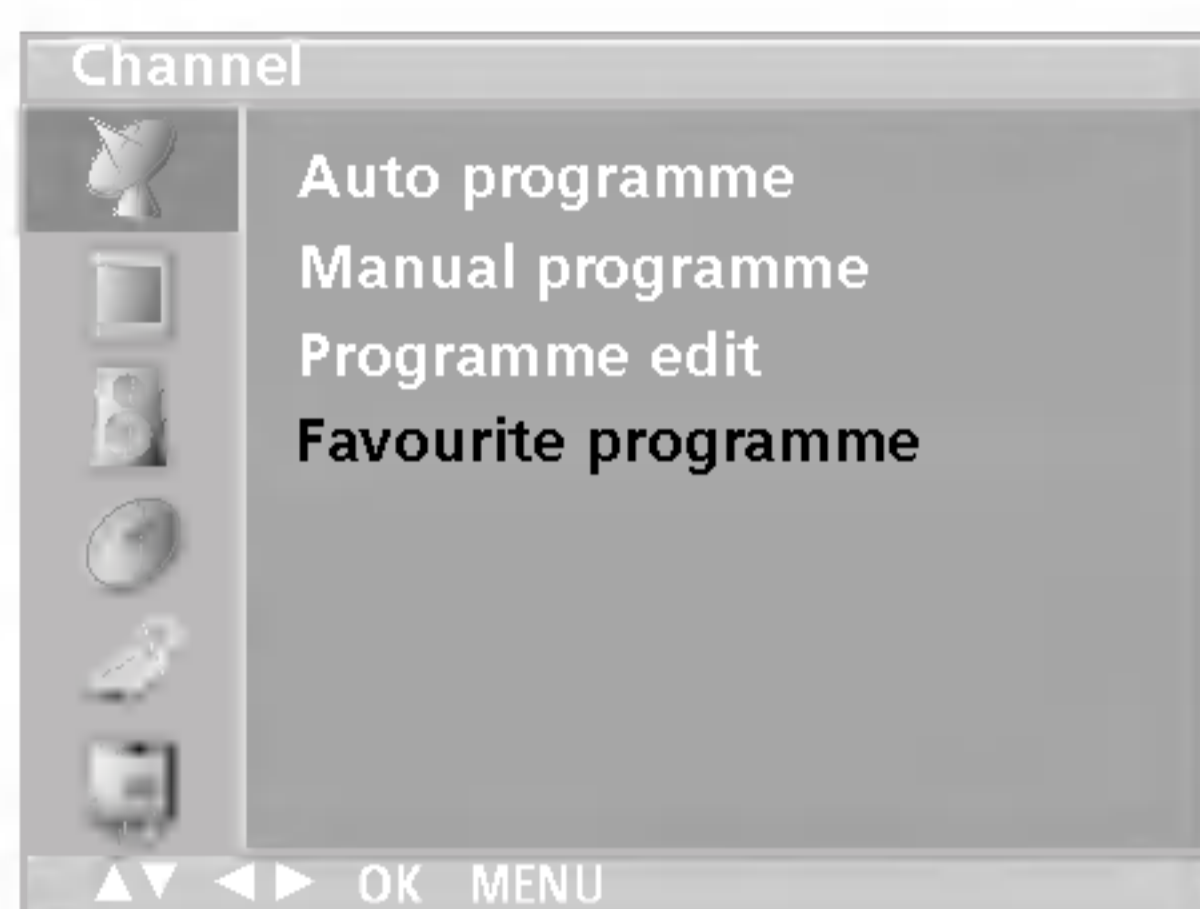 Channel
Auto programme
Manual programme
Programme edit
Favourite programme
▲▼ ◀ ▶ OK MENU